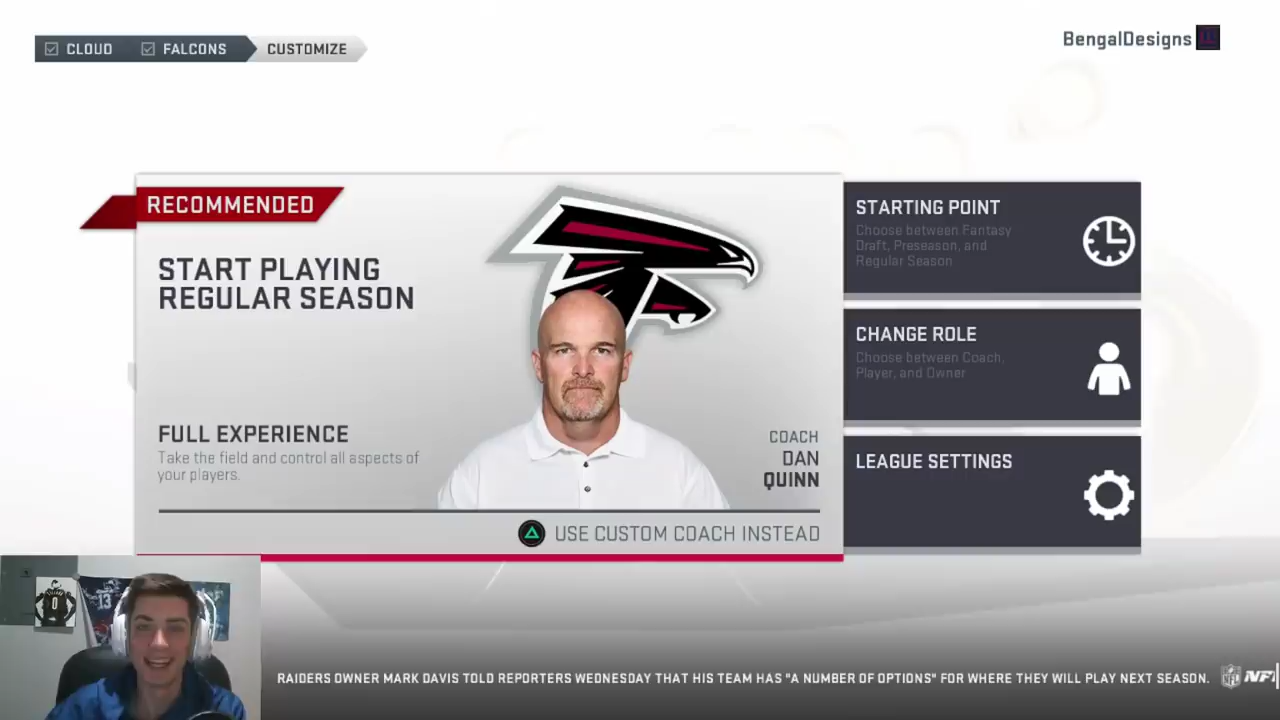 CLOUD
FALCONS
CUSTOMIZE
BengalDesigns
RECOMMENDED
START PLAYING
REGULAR SEASON
FULL EXPERIENCE
Take the field and control all aspects of
your players.
COACH
DAN
QUINN
USE CUSTOM COACH INSTEAD
STARTING POINT
Choose between Fantasy
Draft, Preseason, and
Regular Season
CHANGE ROLE
Choose between Coach,
Player, and Owner
LEAGUE SETTINGS
13
0
RAIDERS OWNER MARK DAVIS TOLD REPORTERS WEDNESDAY THAT HIS TEAM HAS "A NUMBER OF OPTIONS" FOR WHERE THEY WILL PLAY NEXT SEASON.